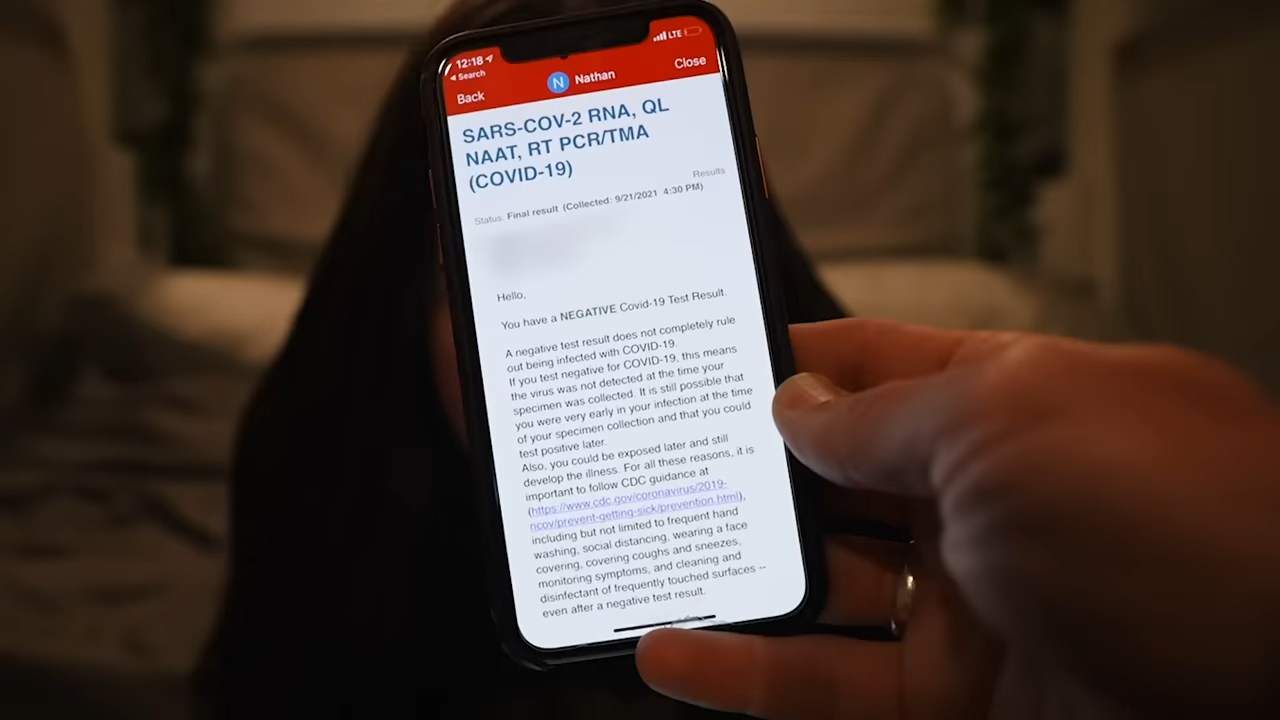 12:18
LTE
Search
Back
N Nathan
Close
SARS-COV-2 RNA, QL
NAAT, RT PCR/TMA
(COVID-19)
Results
Status: Final result (Collected: 9/21/2021 4:30 PM)
Hello,
You have a NEGATIVE Covid-19 Test Result.
A negative test result does not completely rule
out being infected with COVID-19.
If you test negative for COVID-19, this means
the virus was not detected at the time your
specimen was collected. It is still possible that
you were very early in your infection at the time
of your specimen collection and that you could
test positive later.
Also, you could be exposed later and still
develop the illness. For all these reasons, it is
important to follow CDC guidance at
(https://www.cdc.gov/coronavirus/2019-
ncov/prevent-getting-sick/prevention.html),
including but not limited to frequent hand
washing, social distancing, wearing a face
covering, covering coughs and sneezes,
monitoring symptoms, and cleaning and
disinfectant of frequently touched surfaces --
even after a negative test result.